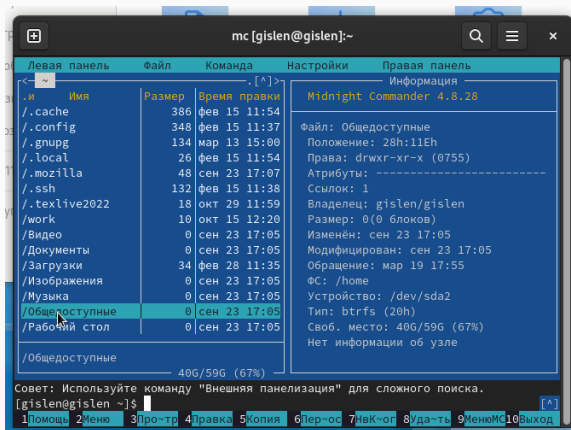 mc [gislen@gislen]:~
Левая панель Файл Команда Настройки Правая панель
<— ~ .[^]>
.и Имя Размер Время правки
/.cache 386 фев 15 11:54
/.config 348 фев 15 11:37
/.gnupg 134 мар 13 15:00
/.local 26 фев 15 11:54
/.mozilla 48 сен 23 17:07
/.ssh 132 фев 15 11:38
/.texlive2022 18 окт 29 11:59
/work 10 окт 15 12:20
/Видео 0 сен 23 17:05
/Документы 0 сен 23 17:05
/Загрузки 34 фев 28 11:35
/Изображения 0 сен 23 17:05
/Музыка 0 сен 23 17:05
/Общедоступные 0 сен 23 17:05
/Рабочий стол 0 сен 23 17:05
/Общедоступные
40G/59G (67%)
Информация
Midnight Commander 4.8.28
Файл: Общедоступные
Положение: 28h:11Eh
Права: drwxr-xr-x (0755)
Атрибуты: ------------------------
Ссылок: 1
Владелец: gislen/gislen
Размер: 0(0 блоков)
Изменён: сен 23 17:05
Модифицирован: сен 23 17:05
Обращение: мар 19 17:55
ФС: /home
Устройство: /dev/sda2
Тип: btrfs (20h)
Своб. место: 40G/59G (67%)
Нет информации об узле
Совет: Используйте команду "Внешняя панелизация" для сложного поиска.
[gislen@gislen ~]$ [^]
1Помощь 2Меню 3Про~тр 4Правка 5Копия 6Пер~ос 7НвК~ог 8Уда~ть 9МенюMC 10Выход